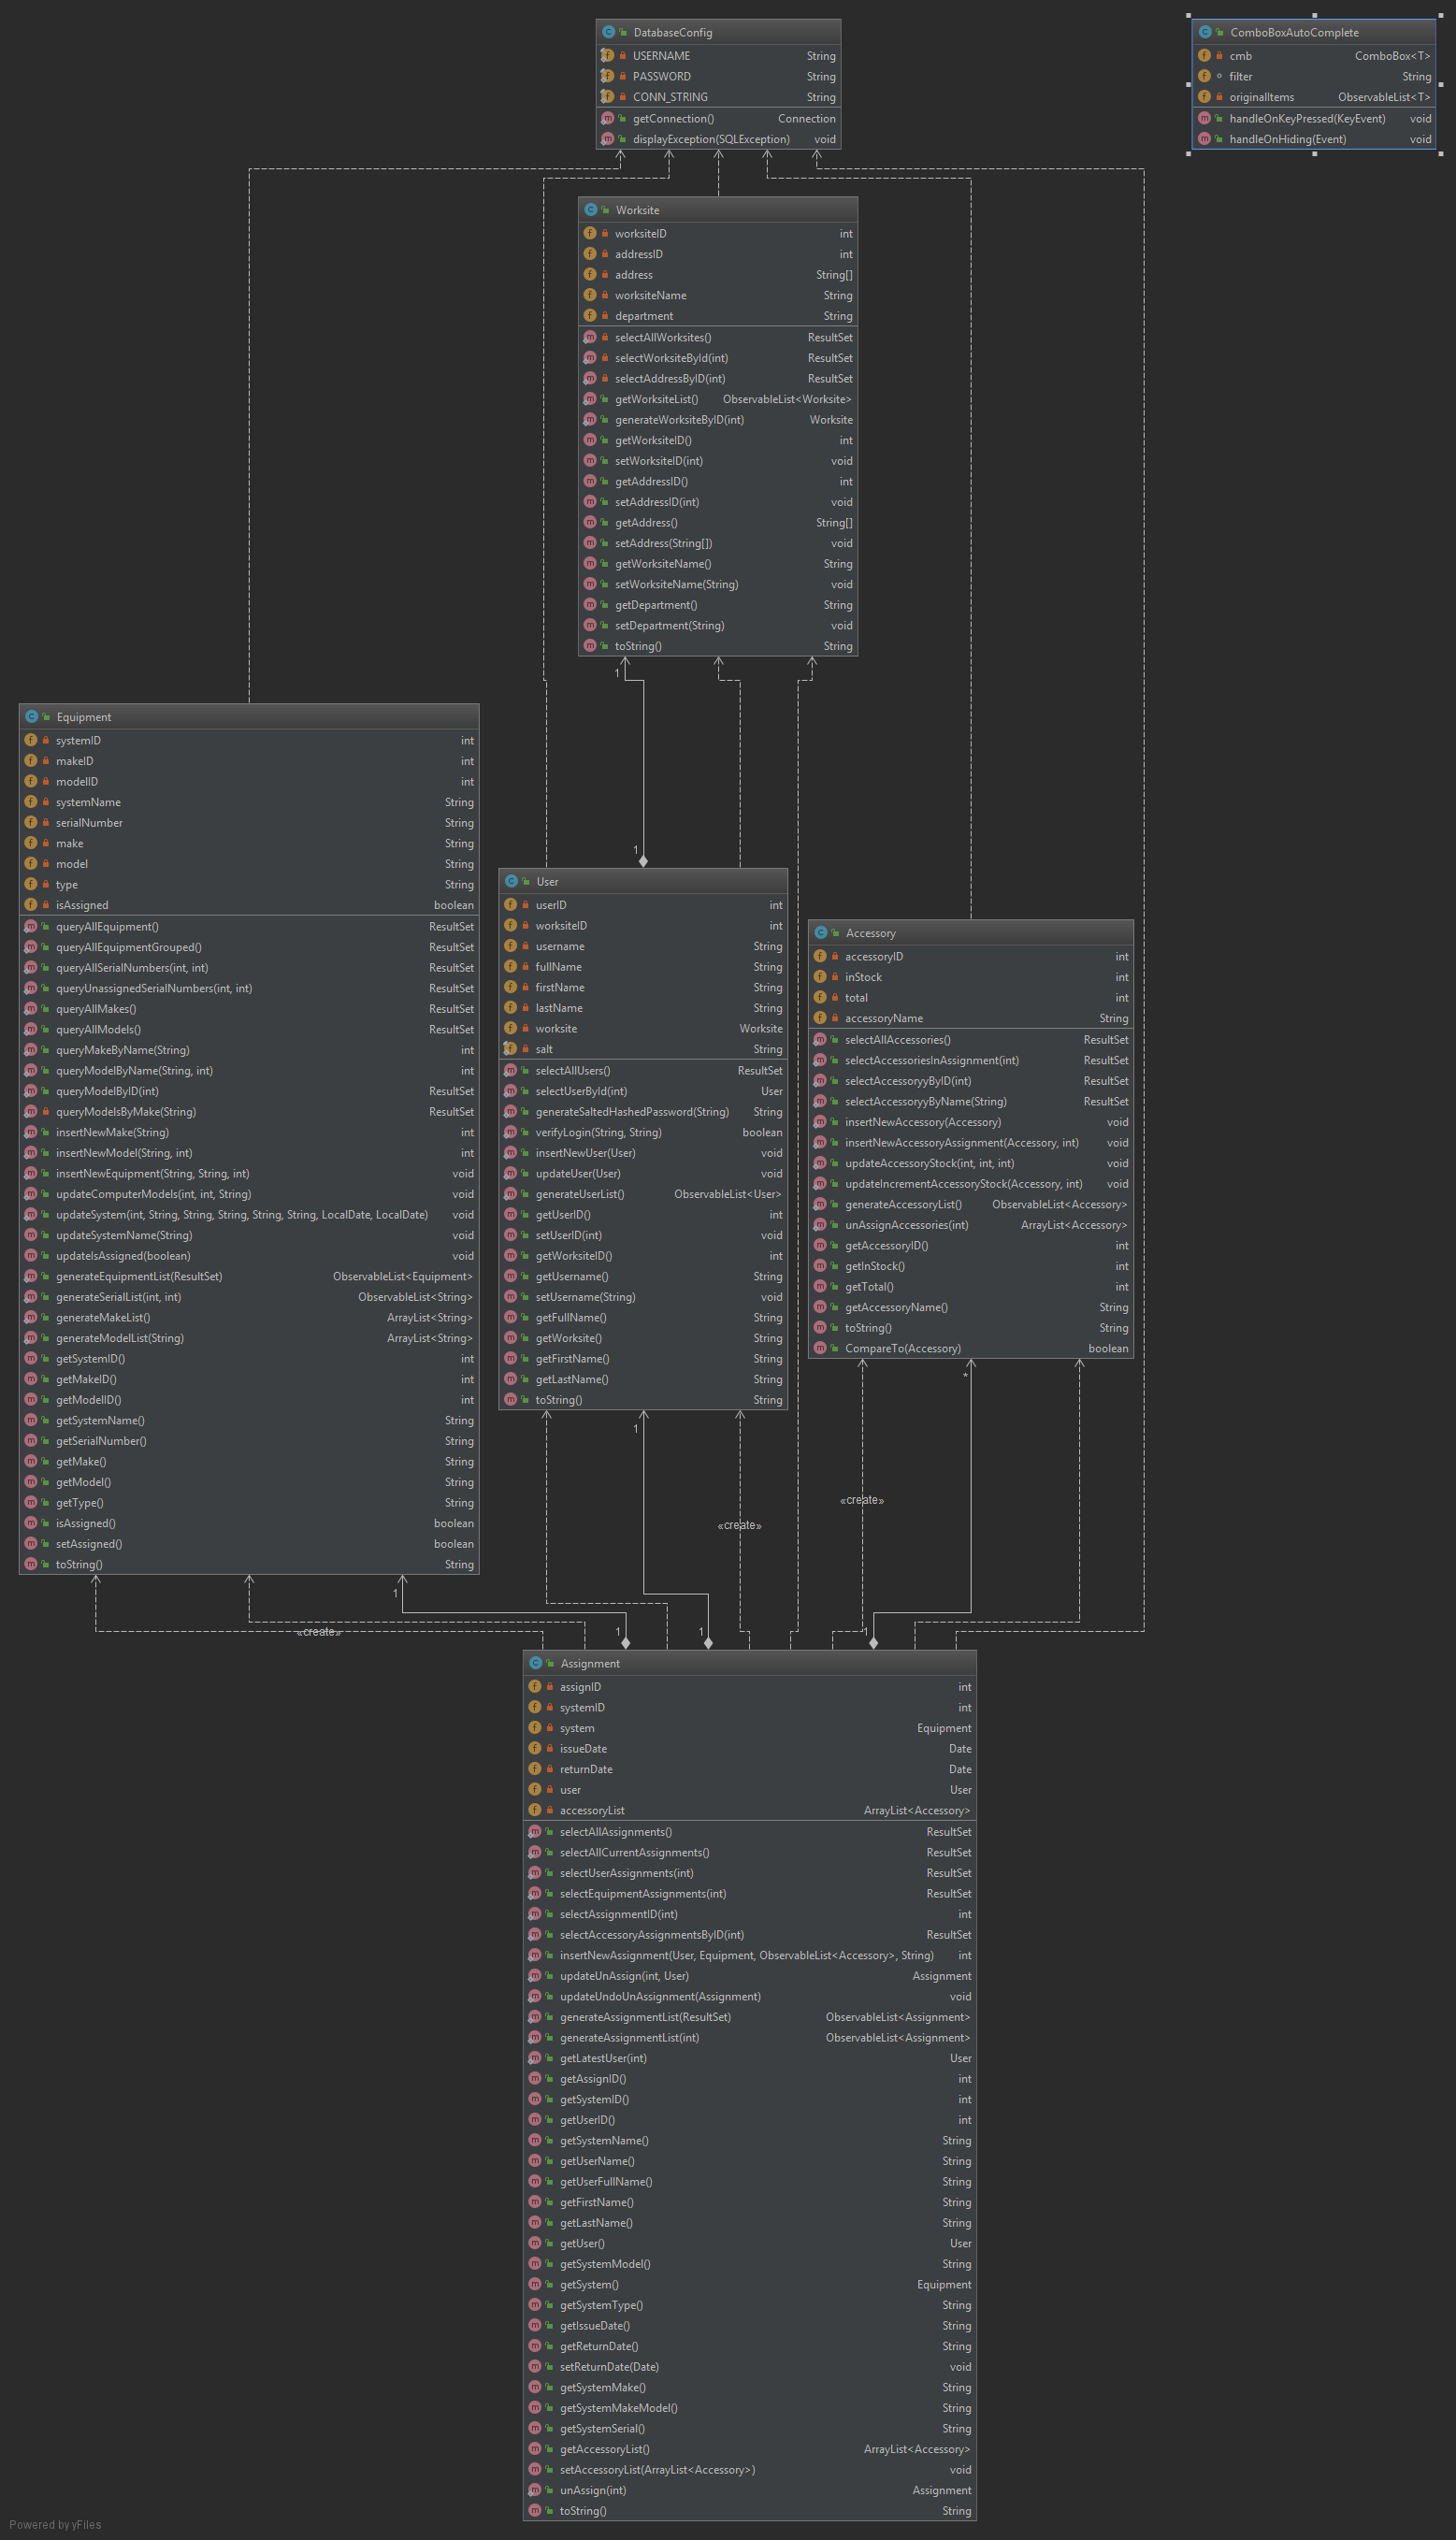 DatabaseConfig
USERNAME String
PASSWORD String
CONN_STRING String
getConnection() Connection
displayException(SQLException) void
ComboBoxAutoComplete
cmb ComboBox<T>
filter String
originalItems ObservableList<T>
handleOnKeyPressed(KeyEvent) void
handleOnHiding(Event) void
Worksite
worksiteID int
addressID int
address String[]
worksiteName String
department String
selectAllWorksites() ResultSet
selectWorksiteById(int) ResultSet
selectAddressByID(int) ResultSet
getWorksiteList() ObservableList<Worksite>
generateWorksiteByID(int) Worksite
getWorksiteID() int
setWorksiteID(int) void
getAddressID() int
setAddressID(int) void
getAddress() String[]
setAddress(String[]) void
getWorksiteName() String
setWorksiteName(String) void
getDepartment() String
setDepartment(String) void
toString() String
1
1
Equipment
systemID int
makeID int
modelID int
systemName String
serialNumber String
make String
model String
type String
isAssigned boolean
queryAllEquipment() ResultSet
queryAllEquipmentGrouped() ResultSet
queryAllSerialNumbers(int, int) ResultSet
queryUnassignedSerialNumbers(int, int) ResultSet
queryAllMakes() ResultSet
queryAllModels() ResultSet
queryMakeByName(String) int
queryModelByName(String, int) int
queryModelByID(int) ResultSet
queryModelsByMake(String) ResultSet
insertNewMake(String) int
insertNewModel(String, int) int
insertNewEquipment(String, String, int) void
updateComputerModels(int, int, String) void
updateSystem(int, String, String, String, String, String, LocalDate, LocalDate) void
updateSystemName(String) void
updateIsAssigned(boolean) void
generateEquipmentList(ResultSet) ObservableList<Equipment>
generateSerialList(int, int) ObservableList<String>
generateMakeList() ArrayList<String>
generateModelList(String) ArrayList<String>
getSystemID() int
getMakeID() int
getModelID() int
getSystemName() String
getSerialNumber() String
getMake() String
getModel() String
getType() String
isAssigned() boolean
setAssigned() boolean
toString() String
User
userID int
worksiteID int
username String
fullName String
firstName String
lastName String
worksite Worksite
salt String
selectAllUsers() ResultSet
selectUserById(int) User
generateSaltedHashedPassword(String) String
verifyLogin(String, String) boolean
insertNewUser(User) void
updateUser(User) void
generateUserList() ObservableList<User>
getUserID() int
setUserID(int) void
getWorksiteID() int
getUsername() String
setUsername(String) void
getFullName() String
getWorksite() String
getFirstName() String
getLastName() String
toString() String
Accessory
accessoryID int
inStock int
total int
accessoryName String
selectAllAccessories() ResultSet
selectAccessoriesInAssignment(int) ResultSet
selectAccessoryyByID(int) ResultSet
selectAccessoryyByName(String) ResultSet
insertNewAccessory(Accessory) void
insertNewAccessoryAssignment(Accessory, int) void
updateAccessoryStock(int, int, int) void
updateIncrementAccessoryStock(Accessory, int) void
generateAccessoryList() ObservableList<Accessory>
unAssignAccessories(int) ArrayList<Accessory>
getAccessoryID() int
getInStock() int
getTotal() int
getAccessoryName() String
toString() String
CompareTo(Accessory) boolean
*
1
«create»
«create»
1
«create»
1
1
1
Assignment
assignID int
systemID int
system Equipment
issueDate Date
returnDate Date
user User
accessoryList ArrayList<Accessory>
selectAllAssignments() ResultSet
selectAllCurrentAssignments() ResultSet
selectUserAssignments(int) ResultSet
selectEquipmentAssignments(int) ResultSet
selectAssignmentID(int) int
selectAccessoryAssignmentsByID(int) ResultSet
insertNewAssignment(User, Equipment, ObservableList<Accessory>, String) int
updateUnAssign(int, User) Assignment
updateUndoUnAssignment(Assignment) void
generateAssignmentList(ResultSet) ObservableList<Assignment>
generateAssignmentList(int) ObservableList<Assignment>
getLatestUser(int) User
getAssignID() int
getSystemID() int
getUserID() int
getSystemName() String
getUserName() String
getUserFullName() String
getFirstName() String
getLastName() String
getUser() User
getSystemModel() String
getSystem() Equipment
getSystemType() String
getIssueDate() String
getReturnDate() String
setReturnDate(Date) void
getSystemMake() String
getSystemMakeModel() String
getSystemSerial() String
getAccessoryList() ArrayList<Accessory>
setAccessoryList(ArrayList<Accessory>) void
unAssign(int) Assignment
toString() String
Powered by yFiles